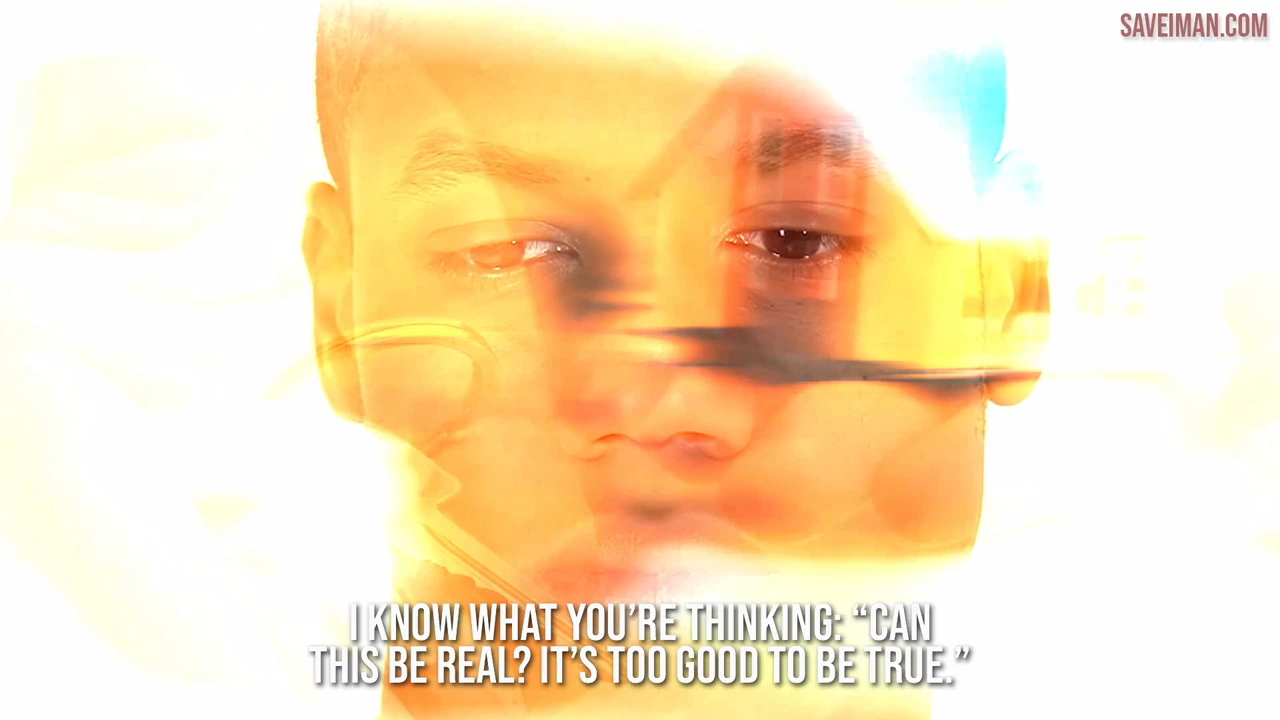 SAVEIMAN.COM
I KNOW WHAT YOU'RE THINKING: “CAN
THIS BE REAL? IT'S TOO GOOD TO BE TRUE.”